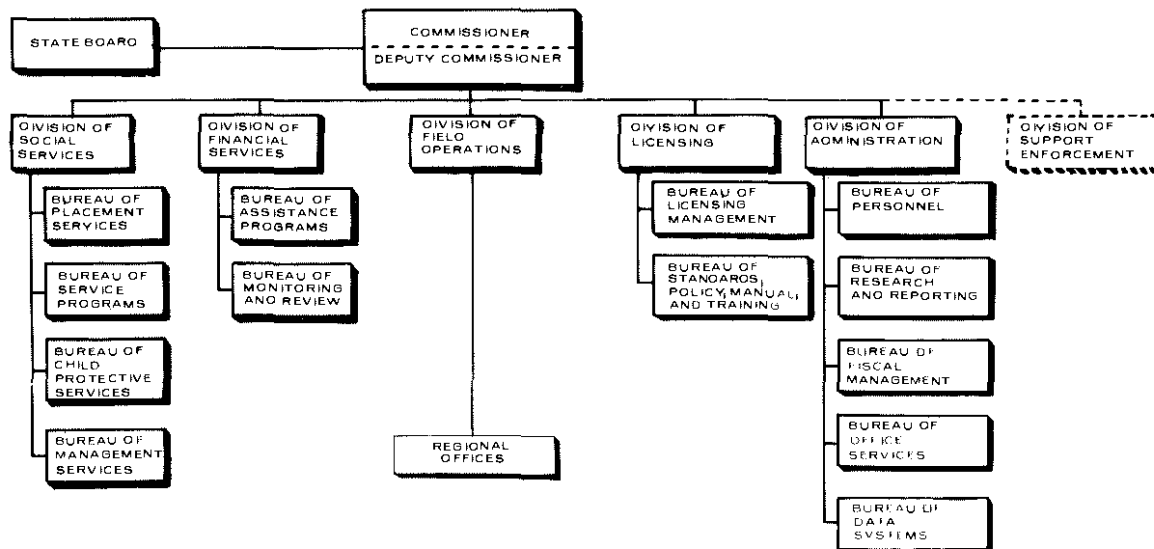 STATE BOARD
COMMISSIONER
DEPUTY COMMISSIONER
DIVISION OF
SOCIAL
SERVICES
DIVISION OF
FINANCIAL
SERVICES
DIVISION OF
FIELD
OPERATIONS
DIVISION OF
LICENSING
DIVISION OF
ADMINISTRATION
DIVISION OF
SUPPORT
ENFORCEMENT
BUREAU OF
PLACEMENT
SERVICES
BUREAU OF
SERVICE
PROGRAMS
BUREAU OF
CHILD
PROTECTIVE
SERVICES
BUREAU OF
MANAGEMENT
SERVICES
BUREAU OF
ASSISTANCE
PROGRAMS
BUREAU OF
MONITORING
AND REVIEW
REGIONAL
OFFICES
BUREAU OF
LICENSING
MANAGEMENT
BUREAU OF
STANDARDS,
POLICY, MANUAL,
AND TRAINING
BUREAU OF
PERSONNEL
BUREAU OF
RESEARCH
AND REPORTING
BUREAU OF
FISCAL
MANAGEMENT
BUREAU OF
OFFICE
SERVICES
BUREAU OF
DATA
SYSTEMS